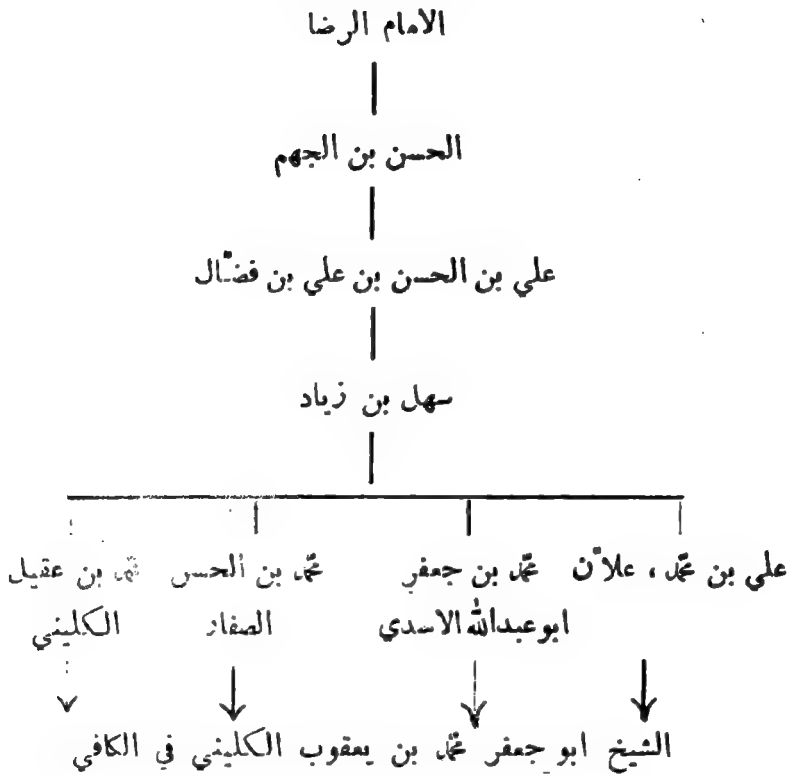 الامام الرضا
الحسن بن الجهم
علي بن الحسن بن علي بن فضّال
سهل بن زياد
علي بن محمد ، علاّن محمد بن جعفر محمد بن الحسن محمد بن عقيل
ابو عبدالله الاسدي الصفار الكليني
الشيخ ابو جعفر محمد بن يعقوب الكليني في الكافي